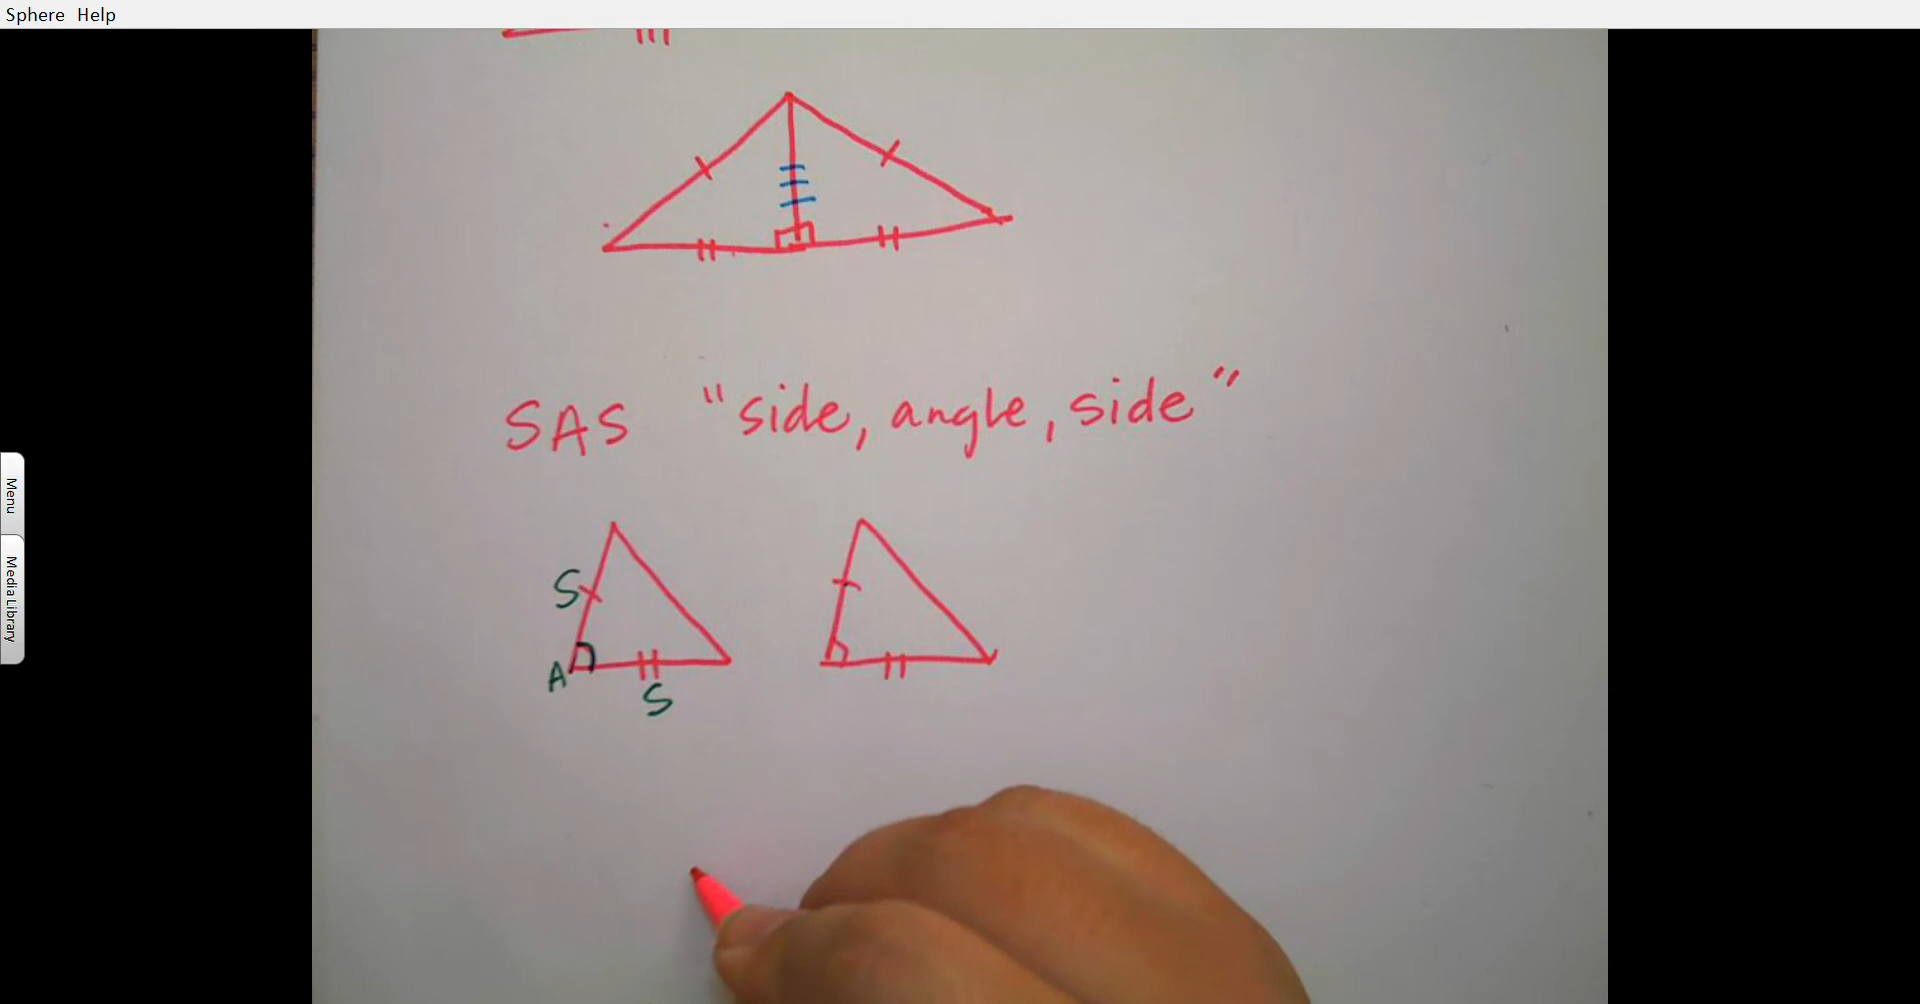 Sphere Help
SAS "side, angle, side"
S
A
S
Menu
Media Library